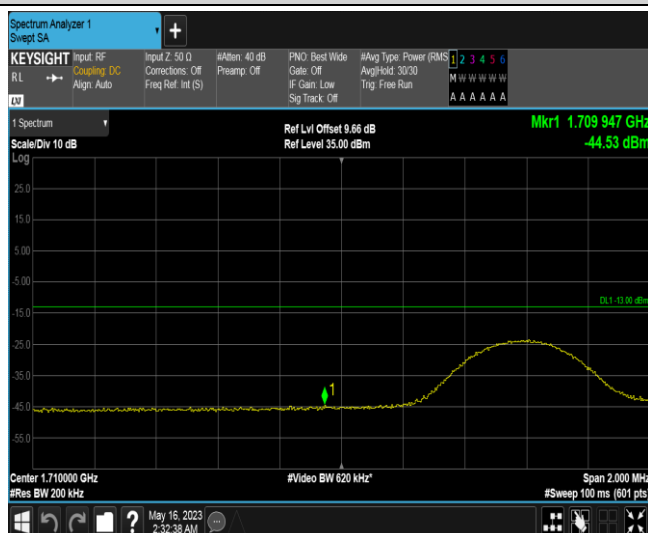 Spectrum Analyzer 1
Swept SA
+
KEYSIGHT
RL
Input: RF
Coupling: DC
Align: Auto
Input Z: 50 Ω
Corrections: Off
Freq Ref: Int (S)
#Atten: 40 dB
Preamp: Off
PNO: Best Wide
Gate: Off
IF Gain: Low
Sig Track: Off
#Avg Type: Power (RMS
Avg|Hold: 30/30
Trig: Free Run
1 2 3 4 5 6
M W W W W W
A A A A A A
LXI
1 Spectrum
Scale/Div 10 dB
Ref Lvl Offset 9.66 dB
Ref Level 35.00 dBm
Mkr1 1.709 947 GHz
-44.53 dBm
Log
25.0
15.0
5.00
-5.00
DL1 -13.00 dBm
-15.0
-25.0
-35.0
1
-45.0
-55.0
Center 1.710000 GHz
#Res BW 200 kHz
#Video BW 620 kHz*
Span 2.000 MHz
#Sweep 100 ms (601 pts)
?
May 16, 2023
2:32:38 AM